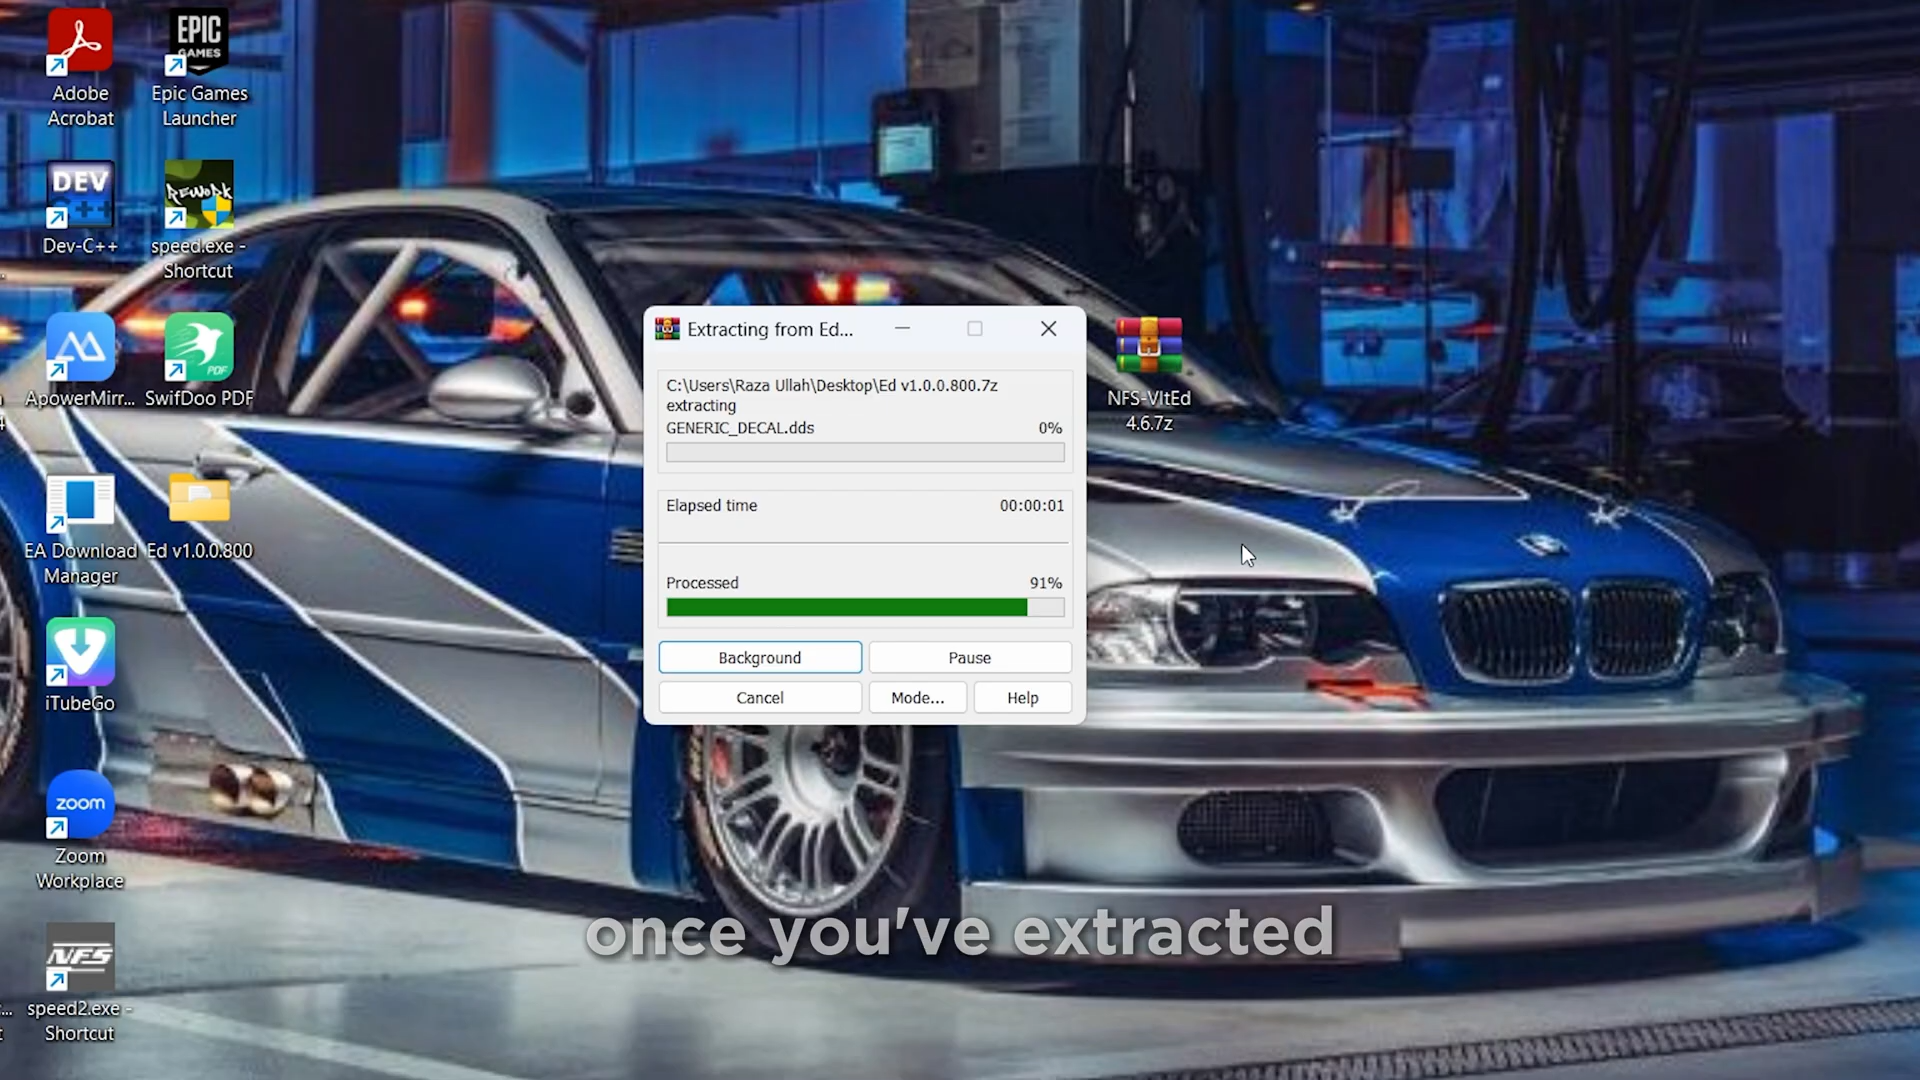 EPIC
GAMES
Adobe
Acrobat
Epic Games
Launcher
DEV
C++
REWORK
Dev-C++
speed.exe -
Shortcut
PDF
ApowerMirr...
SwifDoo PDF
Extracting from Ed...
C:\Users\Raza Ullah\Desktop\Ed v1.0.0.800.7z
extracting
GENERIC_DECAL.dds
0%
Elapsed time
00:00:01
Processed
91%
Background
Pause
Cancel
Mode...
Help
NFS-VltEd
4.6.7z
EA Download
Manager
Ed v1.0.0.800
iTubeGo
zoom
Zoom
Workplace
NFS
speed2.exe -
Shortcut
once you've extracted